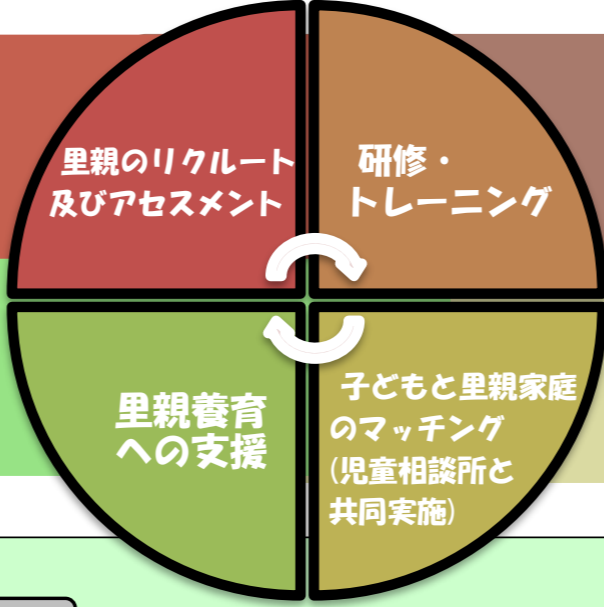 里親のリクルート
及びアセスメント
研修・
トレーニング
里親養育
への支援
子どもと里親家庭
のマッチング
(児童相談所と
共同実施)